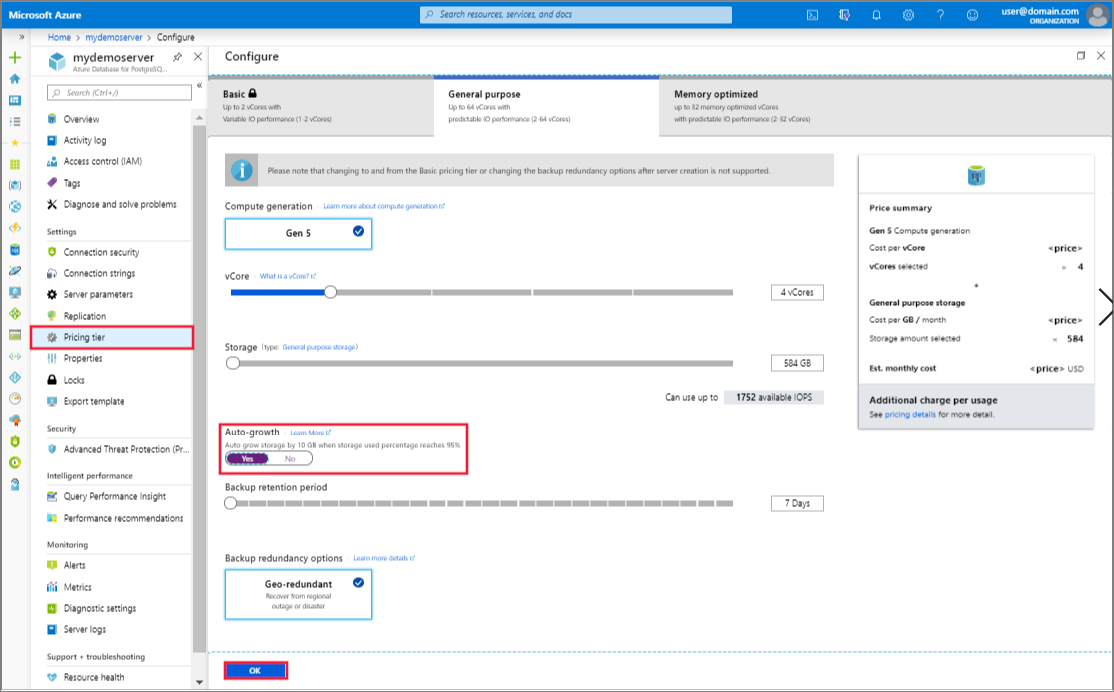 Microsoft Azure
Search resources, services, and docs
user@domain.com
ORGANIZATION
Home > mydemoserver > Configure
mydemoserver
Azure Database for PostgreSQ...
Search (Ctrl+/)
Overview
Activity log
Access control (IAM)
Tags
Diagnose and solve problems
Settings
Connection security
Connection strings
Server parameters
Replication
Pricing tier
Properties
Locks
Export template
Security
Advanced Threat Protection (Pr...
Intelligent performance
Query Performance Insight
Performance recommendations
Monitoring
Alerts
Metrics
Diagnostic settings
Server logs
Support + troubleshooting
Resource health
Configure
Basic
Up to 2 vCores with
Variable IO performance (1-2 vCores)
General purpose
Up to 64 vCores with
predictable IO performance (2-64 vCores)
Memory optimized
up to 32 memory optimized vCores
with predictable IO performance (2-32 vCores)
Please note that changing to and from the Basic pricing tier or changing the backup redundancy options after server creation is not supported.
Compute generation Learn more about compute generation
Gen 5
vCore What is a vCore?
4 vCores
Storage (type: General purpose storage)
584 GB
Can use up to 1752 available IOPS
Auto-growth Learn More
Auto grow storage by 10 GB when storage used percentage reaches 95%
Yes No
Backup retention period
7 Days
Backup redundancy options Learn more details
Geo-redundant
Recover from regional
outage or disaster
OK
Price summary
Gen 5 Compute generation
Cost per vCore <price>
vCores selected × 4
+
General purpose storage
Cost per GB / month <price>
Storage amount selected × 584
Est. monthly cost <price> USD
Additional charge per usage
See pricing details for more detail.